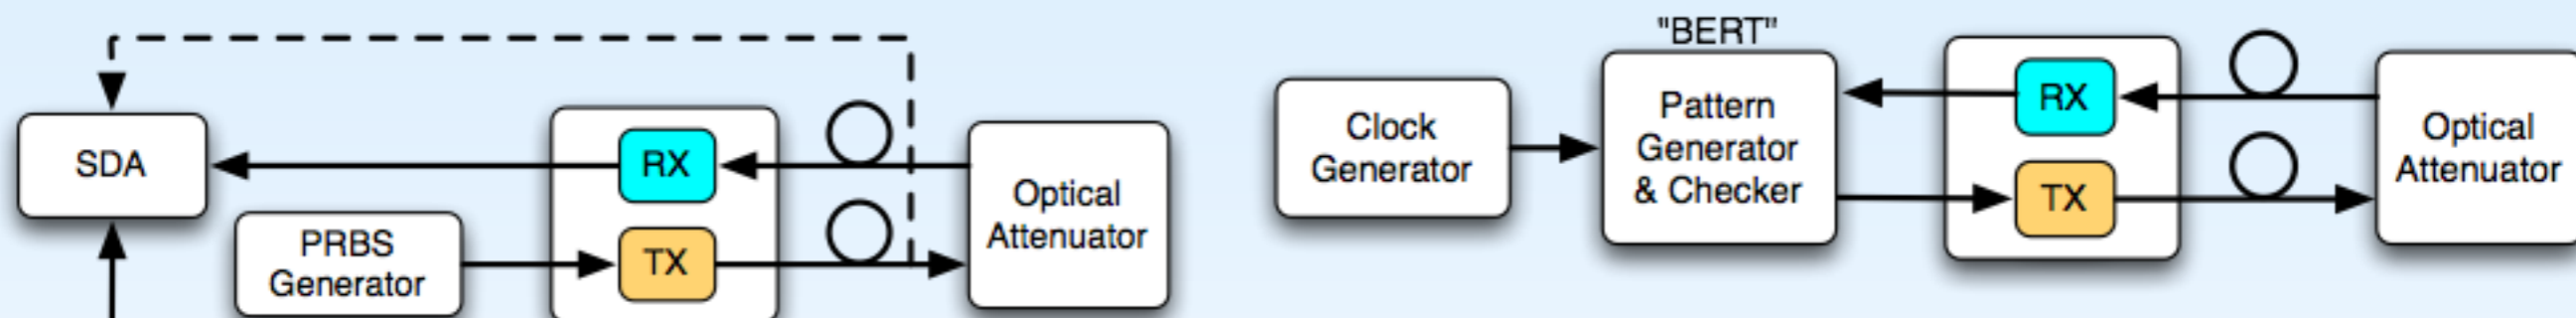 SDA
PRBS
Generator
RX
TX
Optical
Attenuator
Clock
Generator
"BERT"
Pattern
Generator
& Checker
RX
TX
Optical
Attenuator